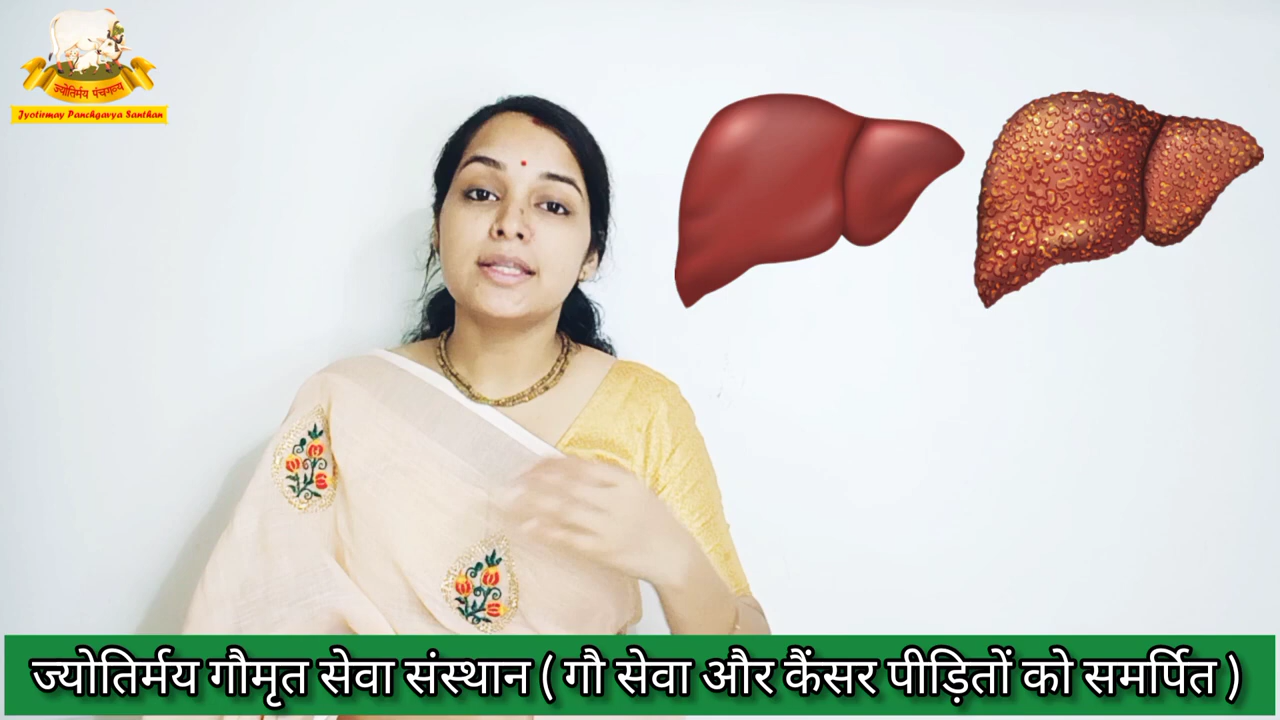 ज्योतिर्मय पंचगव्य
Jyotirmay Panchgavya Santhan
ज्योतिर्मय गौमृत सेवा संस्थान ( गौ सेवा और कैंसर पीड़ितों को समर्पित )